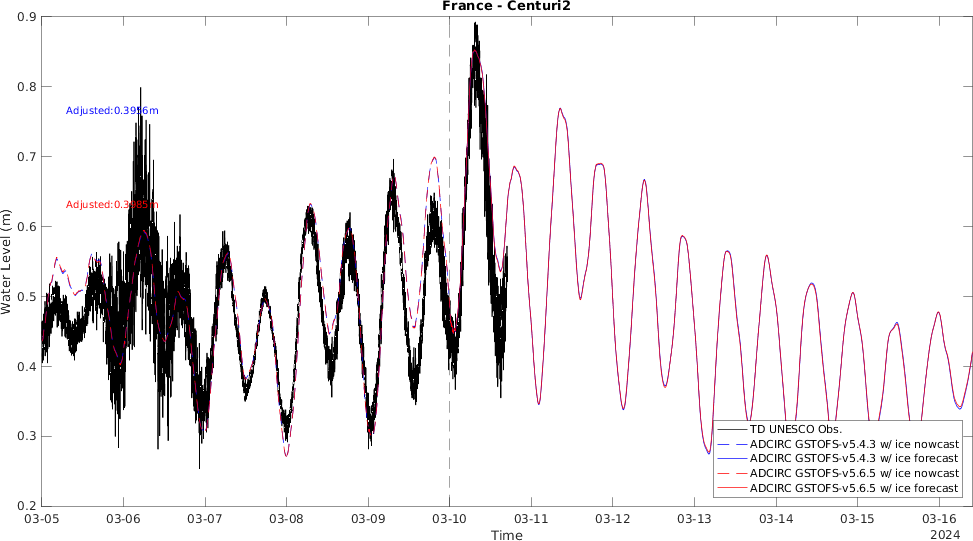 France - Centuri2
0.9
0.8
0.7
0.6
0.5
0.4
0.3
0.2
Water Level (m)
Adjusted:0.3956m
TD UNESCO Obs.
ADCIRC GSTOFS-v5.4.3 w/ ice nowcast
ADCIRC GSTOFS-v5.4.3 w/ ice forecast
ADCIRC GSTOFS-v5.6.5 w/ ice nowcast
ADCIRC GSTOFS-v5.6.5 w/ ice forecast
03-05 03-06 03-07 03-08 03-09 03-10 03-11 03-12 03-13 03-14 03-15 03-16
Time
2024